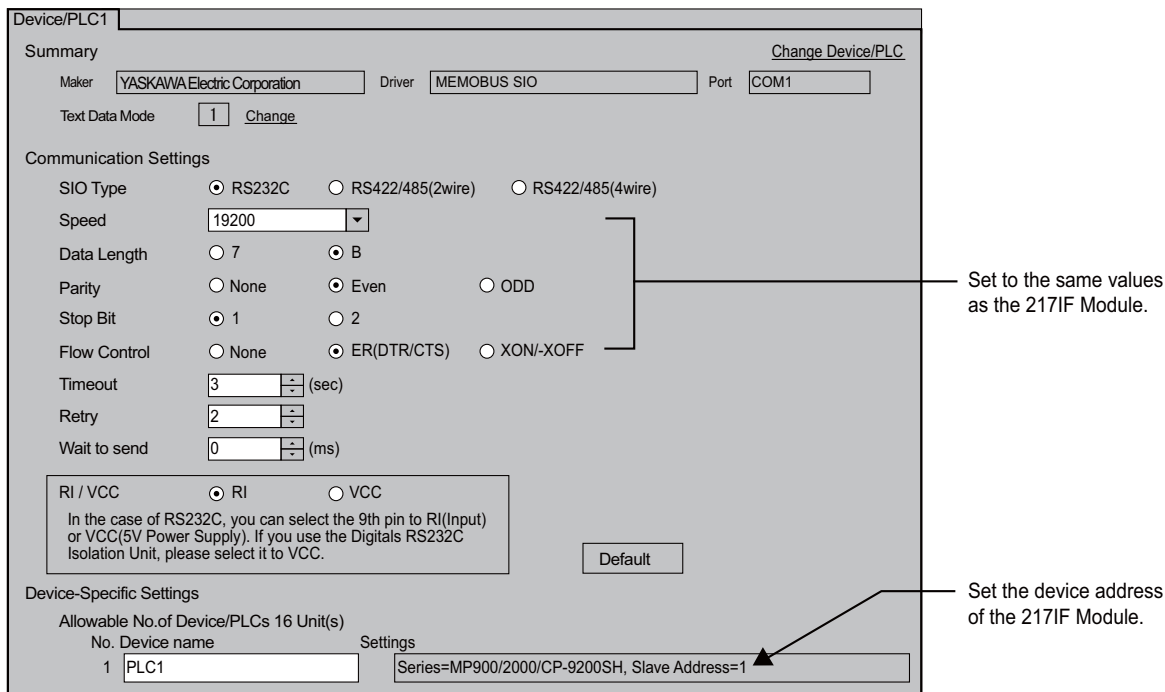 Device/PLC1
Summary Change Device/PLC
Maker YASKAWA Electric Corporation Driver MEMOBUS SIO Port COM1
Text Data Mode 1 Change
Communication Settings
SIO Type RS232C RS422/485(2wire) RS422/485(4wire)
Speed 19200
Data Length 7 B
Parity None Even ODD
Stop Bit 1 2
Flow Control None ER(DTR/CTS) XON/-XOFF
Timeout 3 (sec)
Retry 2
Wait to send 0 (ms)
RI / VCC RI VCC
In the case of RS232C, you can select the 9th pin to RI(Input)
or VCC(5V Power Supply). If you use the Digitals RS232C
Isolation Unit, please select it to VCC.
Default
Device-Specific Settings
Allowable No.of Device/PLCs 16 Unit(s)
No. Device name Settings
1 PLC1 Series=MP900/2000/CP-9200SH, Slave Address=1
Set to the same values
as the 217IF Module.
Set the device address
of the 217IF Module.